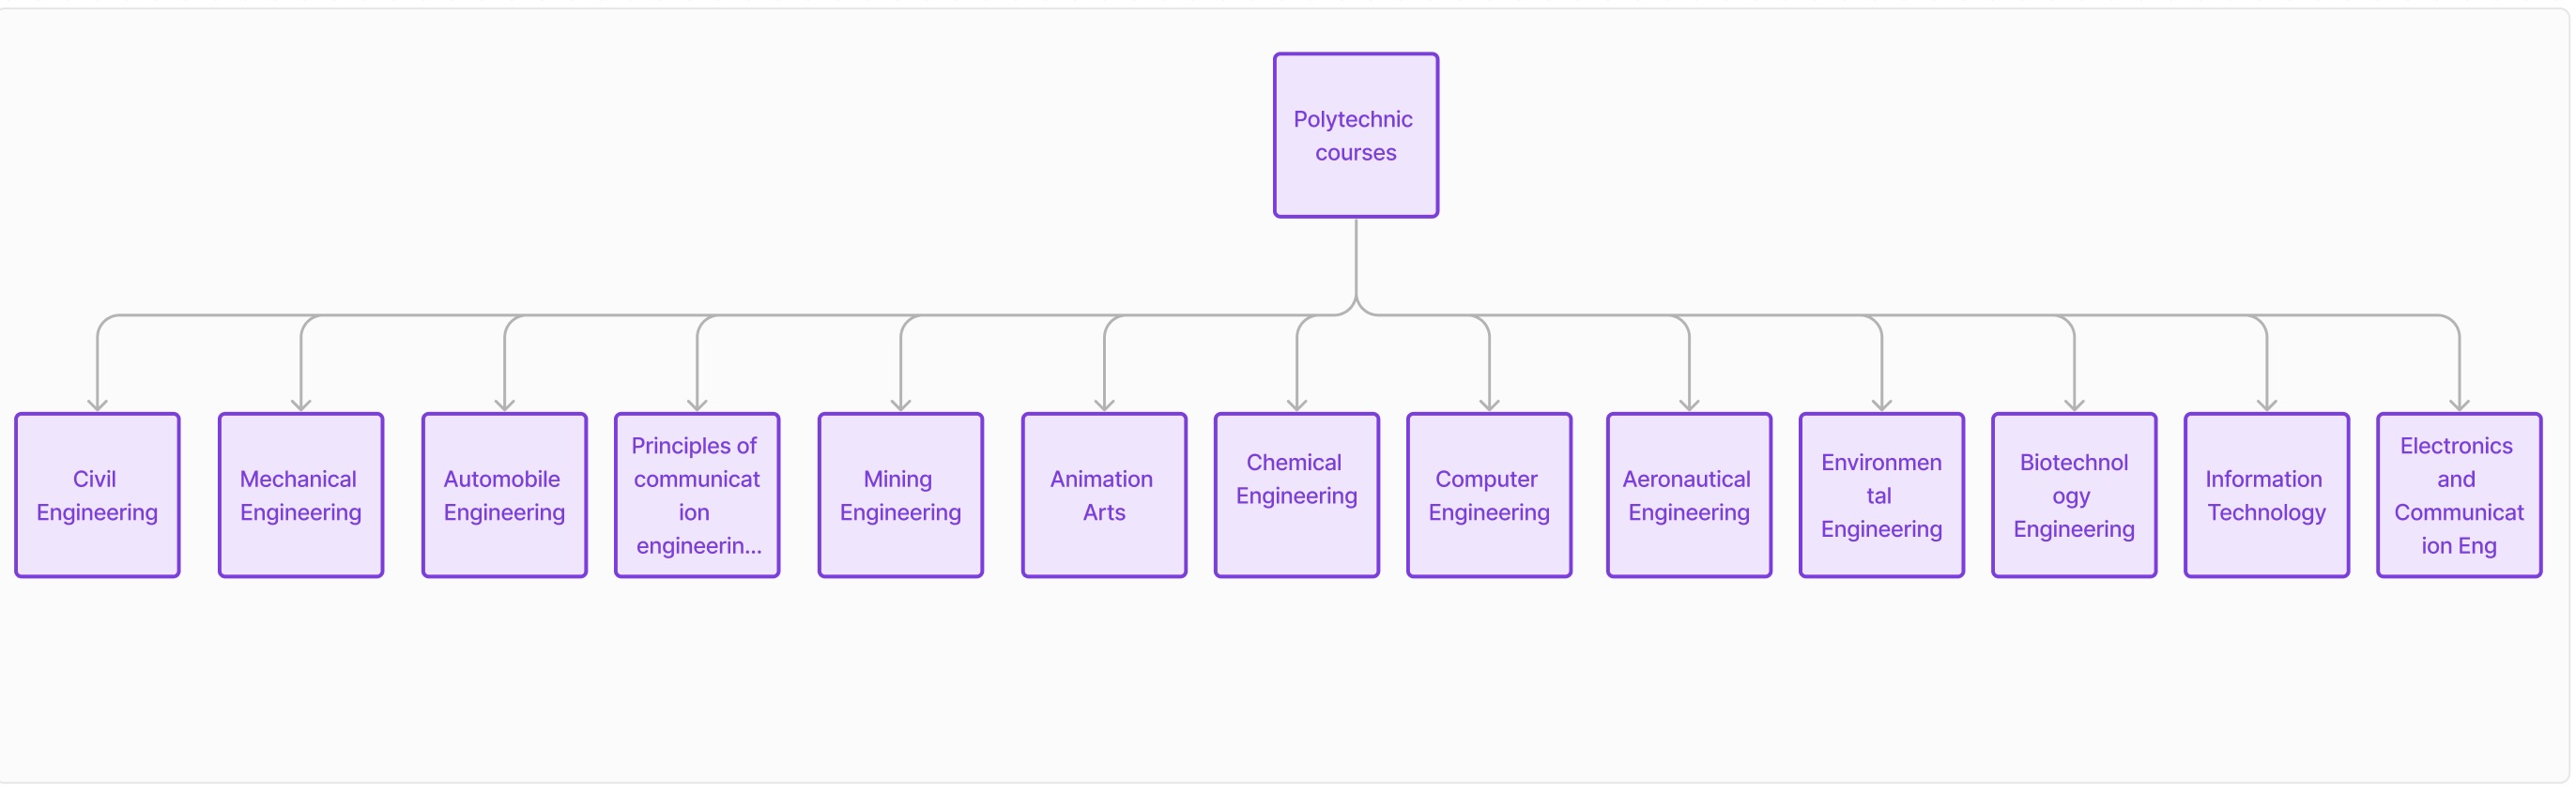 Polytechnic
courses
Civil
Engineering
Mechanical
Engineering
Automobile
Engineering
Principles of
communicat
ion
engineerin...
Mining
Engineering
Animation
Arts
Chemical
Engineering
Computer
Engineering
Aeronautical
Engineering
Environmen
tal
Engineering
Biotechnol
ogy
Engineering
Information
Technology
Electronics
and
Communicat
ion Eng